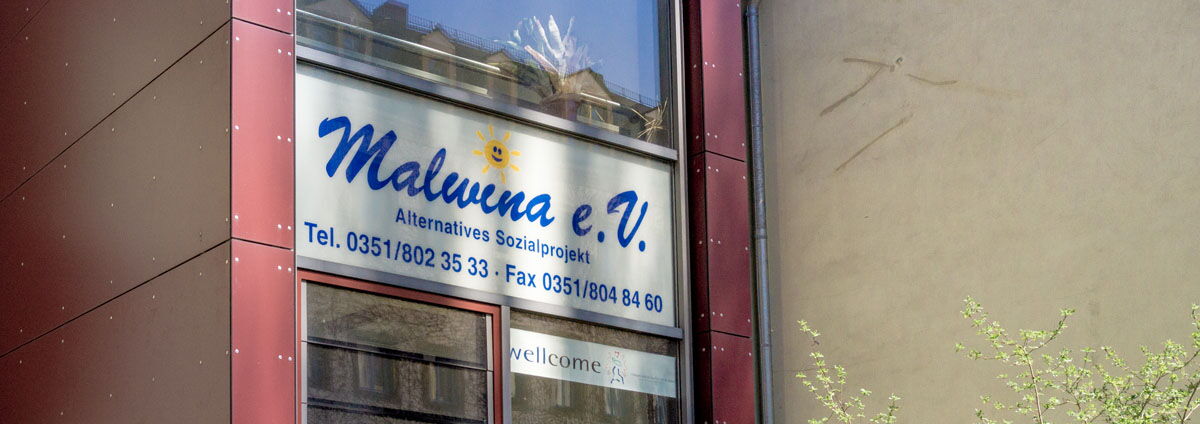 Malwina e.V.
Alternatives Sozialprojekt
Tel. 0351/802 35 33 · Fax 0351/804 84 60
wellcome